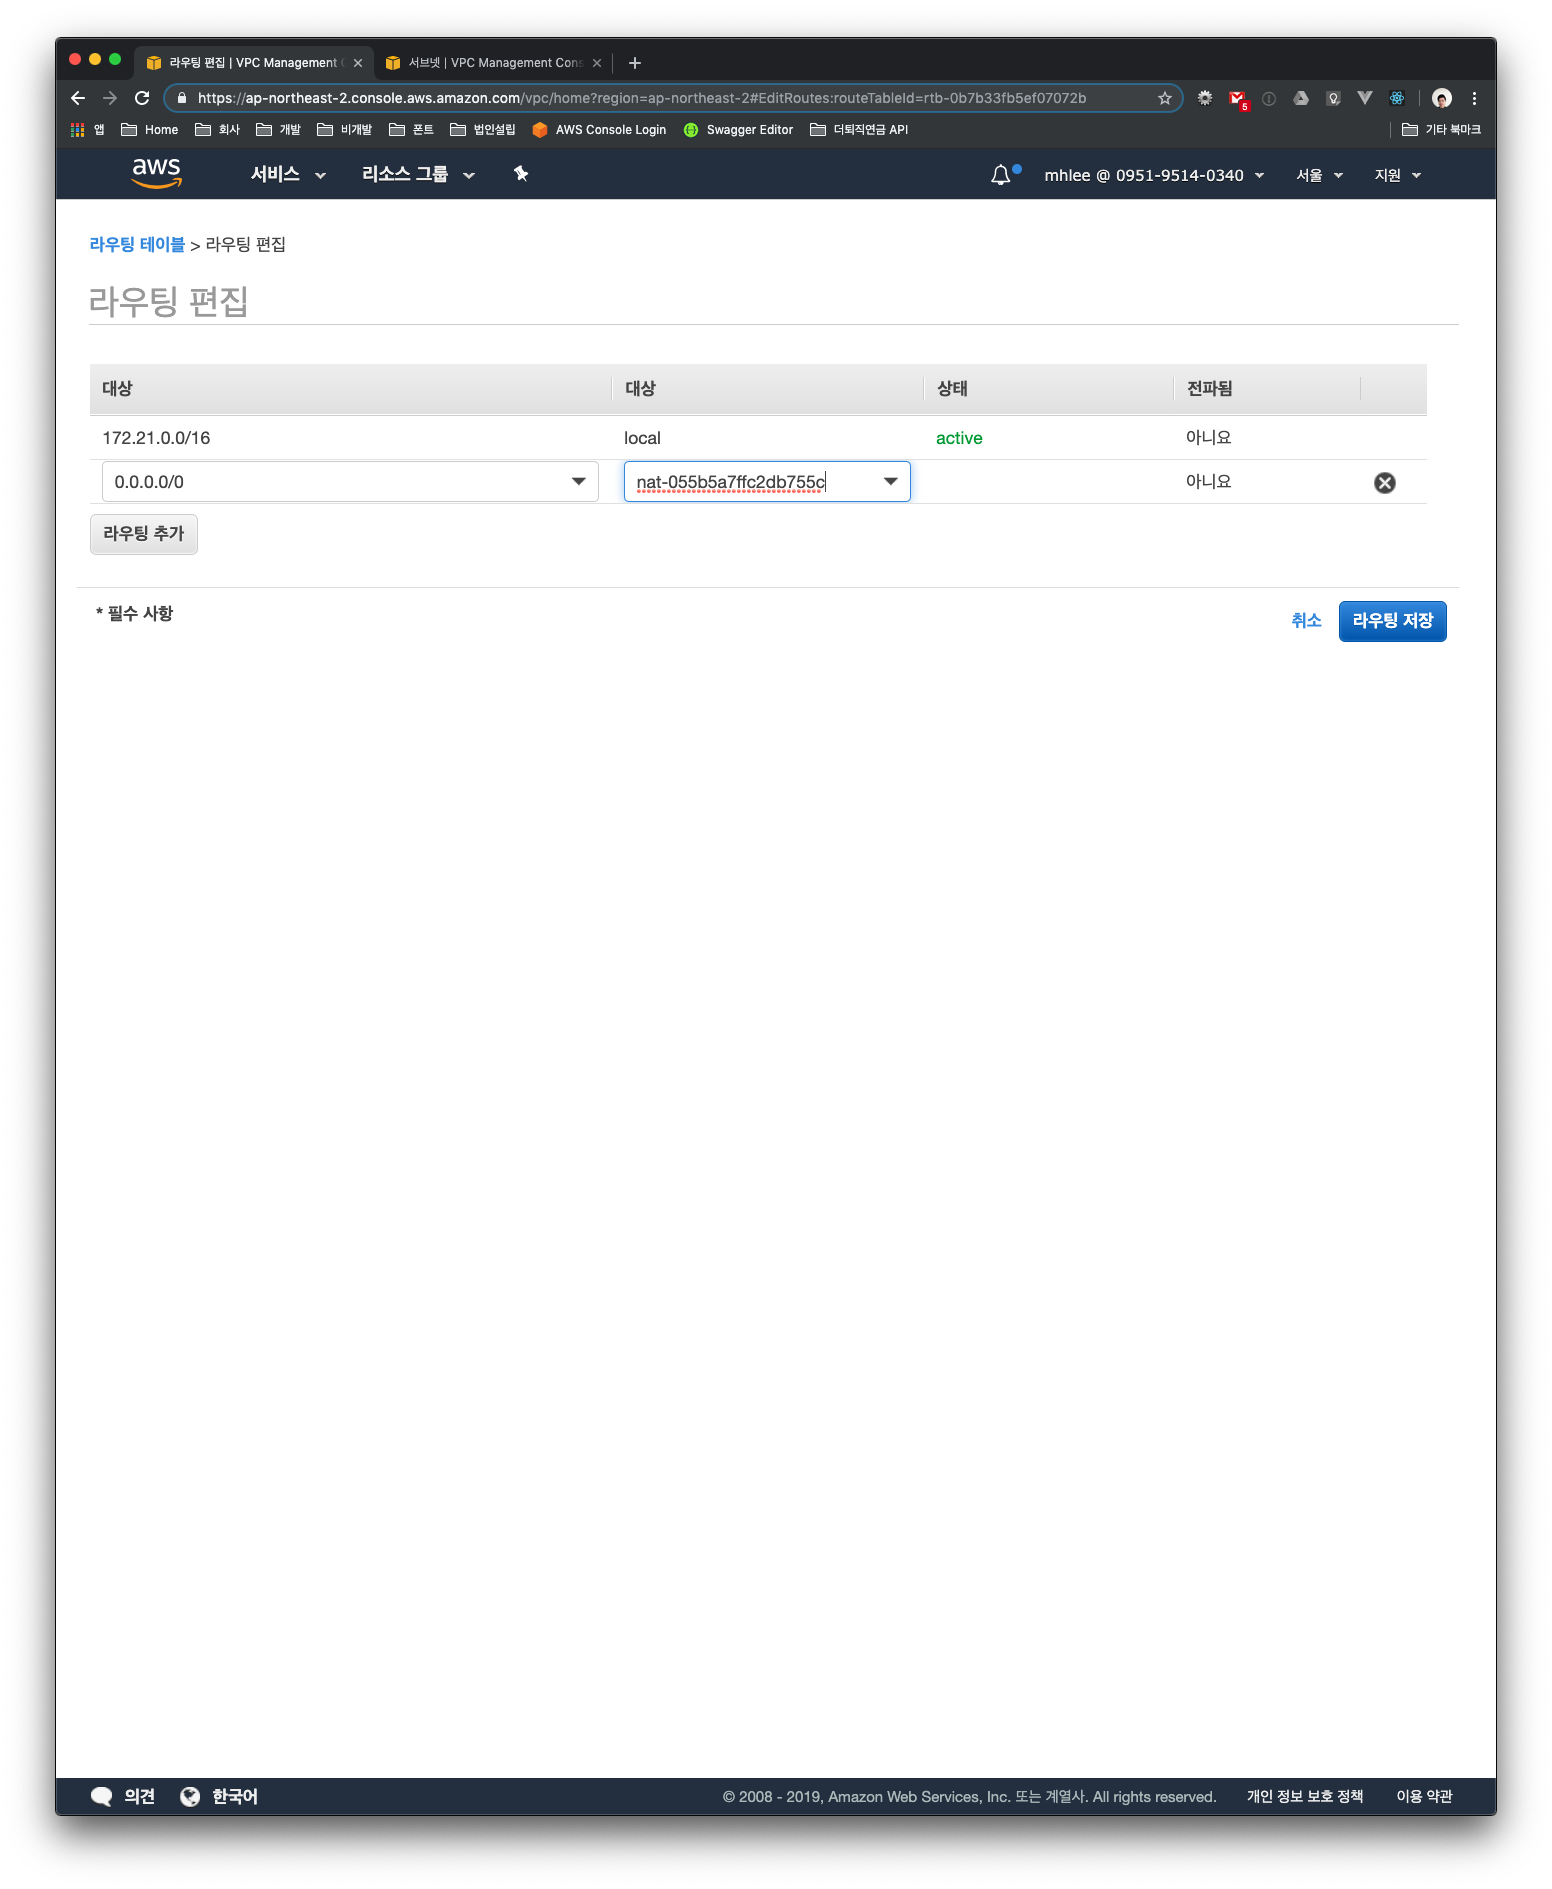 라우팅 편집 | VPC Management
서브넷 | VPC Management Cons
https://ap-northeast-2.console.aws.amazon.com/vpc/home?region=ap-northeast-2#EditRoutes:routeTableId=rtb-0b7b33fb5ef07072b
5
앱 Home 회사 개발 비개발 폰트 법인설립 AWS Console Login Swagger Editor 더퇴직연금 API 기타 북마크
aws 서비스 리소스 그룹 mhlee @ 0951-9514-0340 서울 지원
라우팅 테이블 > 라우팅 편집
라우팅 편집
대상 대상 상태 전파됨
172.21.0.0/16 local active 아니요
0.0.0.0/0 nat-055b5a7ffc2db755c 아니요
라우팅 추가
* 필수 사항 취소 라우팅 저장
의견 한국어 © 2008 - 2019, Amazon Web Services, Inc. 또는 계열사. All rights reserved. 개인 정보 보호 정책 이용 약관